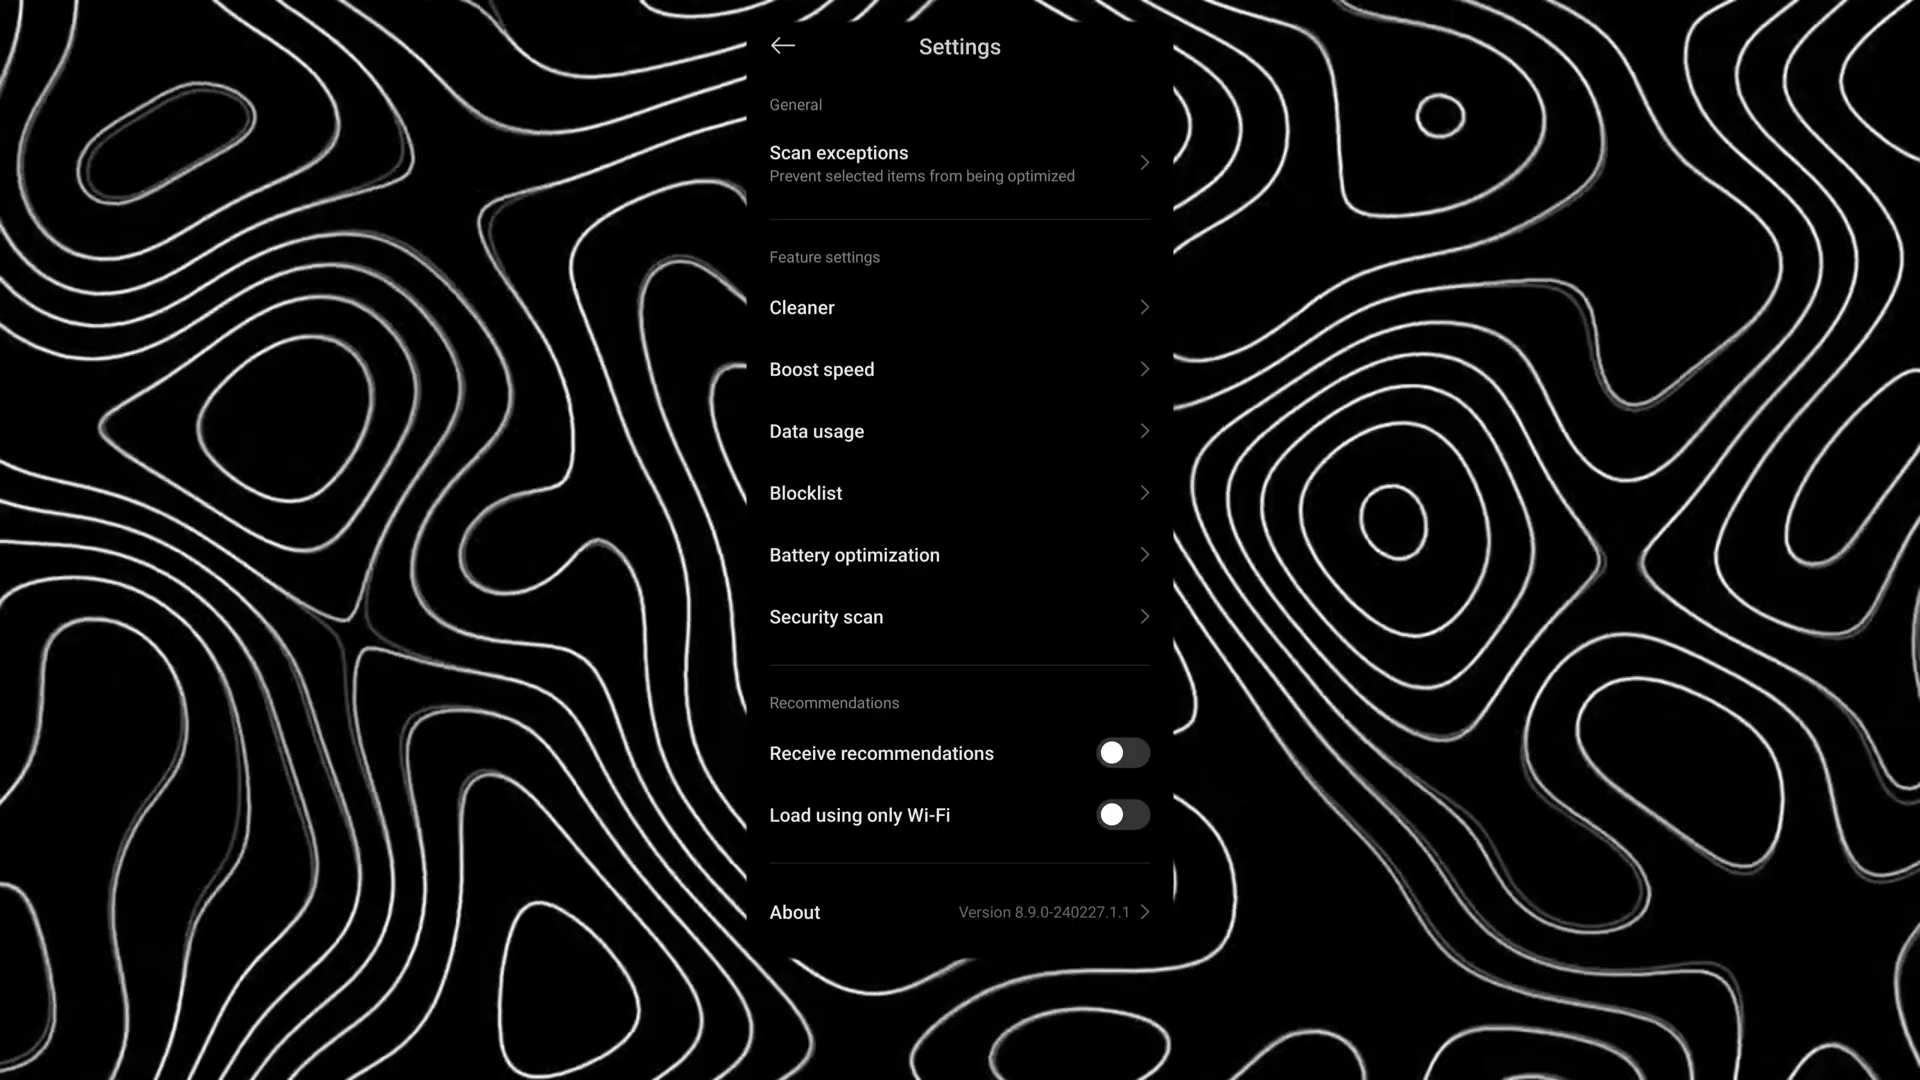 Settings
General
Scan exceptions
Prevent selected items from being optimized
Feature settings
Cleaner
Boost speed
Data usage
Blocklist
Battery optimization
Security scan
Recommendations
Receive recommendations
Load using only Wi-Fi
About Version 8.9.0-240227.1.1